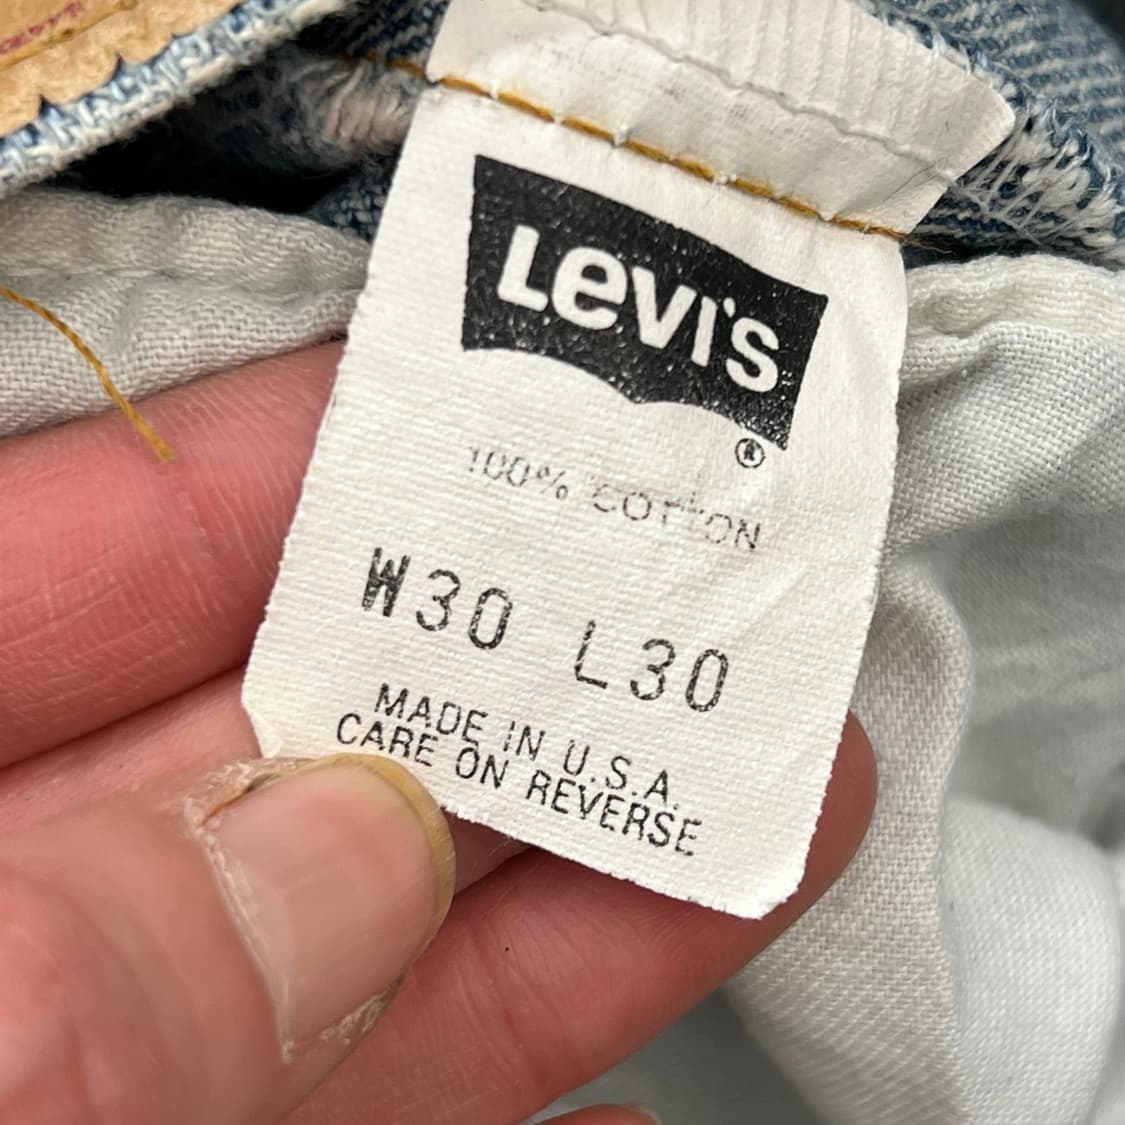 Levi's
®
100% COTTON
W30 L30
MADE IN U.S.A.
CARE ON REVERSE